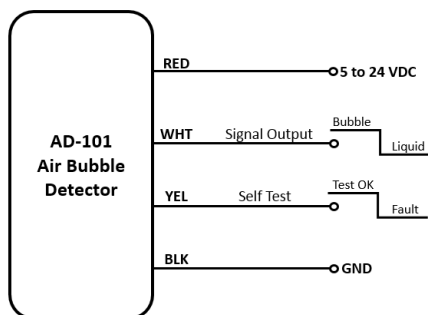 RED
5 to 24 VDC
AD-101
Air Bubble
Detector
WHT
Signal Output
Bubble
Liquid
YEL
Self Test
Test OK
Fault
BLK
GND